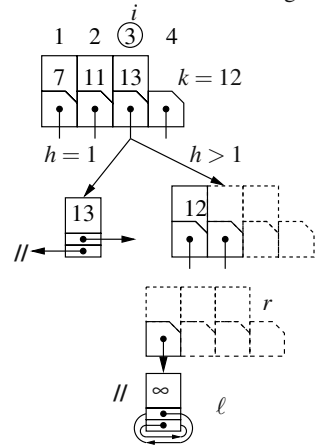 i
1 2 3 4
7 11 13 k = 12
h = 1 h > 1
13
//
12
r
// ∞
ℓ